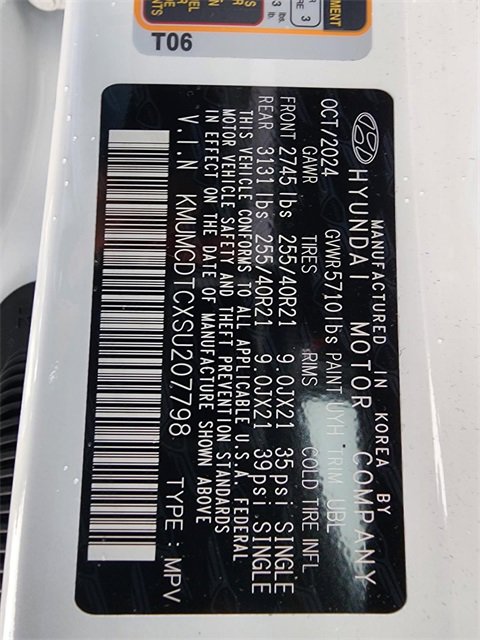 T06
MANUFACTURED IN KOREA BY
HYUNDAI MOTOR COMPANY
OCT/2024 GVWR5710 lbs PAINT UYH TRIM UBL
GAWR TIRES RIMS COLD TIRE INFL
FRONT 2745 lbs 255/40R21 9.0JX21 35psi SINGLE
REAR 3131 lbs 255/40R21 9.0JX21 39psi SINGLE
THIS VEHICLE CONFORMS TO ALL APPLICABLE U.S.A. FEDERAL
MOTOR VEHICLE SAFETY AND THEFT PREVENTION STANDARDS
IN EFFECT ON THE DATE OF MANUFACTURE SHOWN ABOVE
V.I.N KMUMCDTCXSU207798 TYPE : MPV